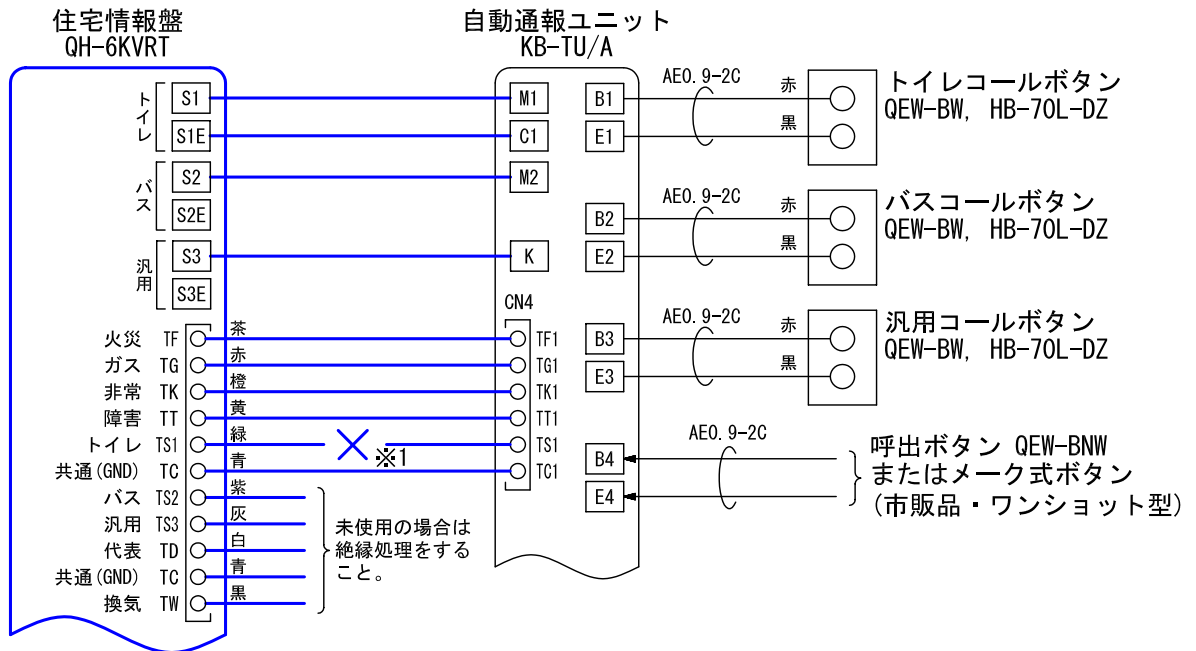 住宅情報盤
QH-6KVRT
自動通報ユニット
KB-TU/A
トイレ
S1
S1E
バス
S2
S2E
汎用
S3
S3E
M1
C1
M2
K
CN4
B1
E1
B2
E2
B3
E3
B4
E4
AE0.9-2C
赤
黒
トイレコールボタン
QEW-BW, HB-70L-DZ
AE0.9-2C
赤
黒
バスコールボタン
QEW-BW, HB-70L-DZ
AE0.9-2C
赤
黒
汎用コールボタン
QEW-BW, HB-70L-DZ
AE0.9-2C
呼出ボタン QEW-BNW
またはメーク式ボタン
(市販品・ワンショット型)
火災 TF 茶 TF1
ガス TG 赤 TG1
非常 TK 橙 TK1
障害 TT 黄 TT1
トイレ TS1 緑 ※1 TS1
共通(GND) TC 青 TC1
バス TS2 紫
汎用 TS3 灰
代表 TD 白
共通(GND) TC 青
換気 TW 黒
未使用の場合は
絶縁処理をする
こと。